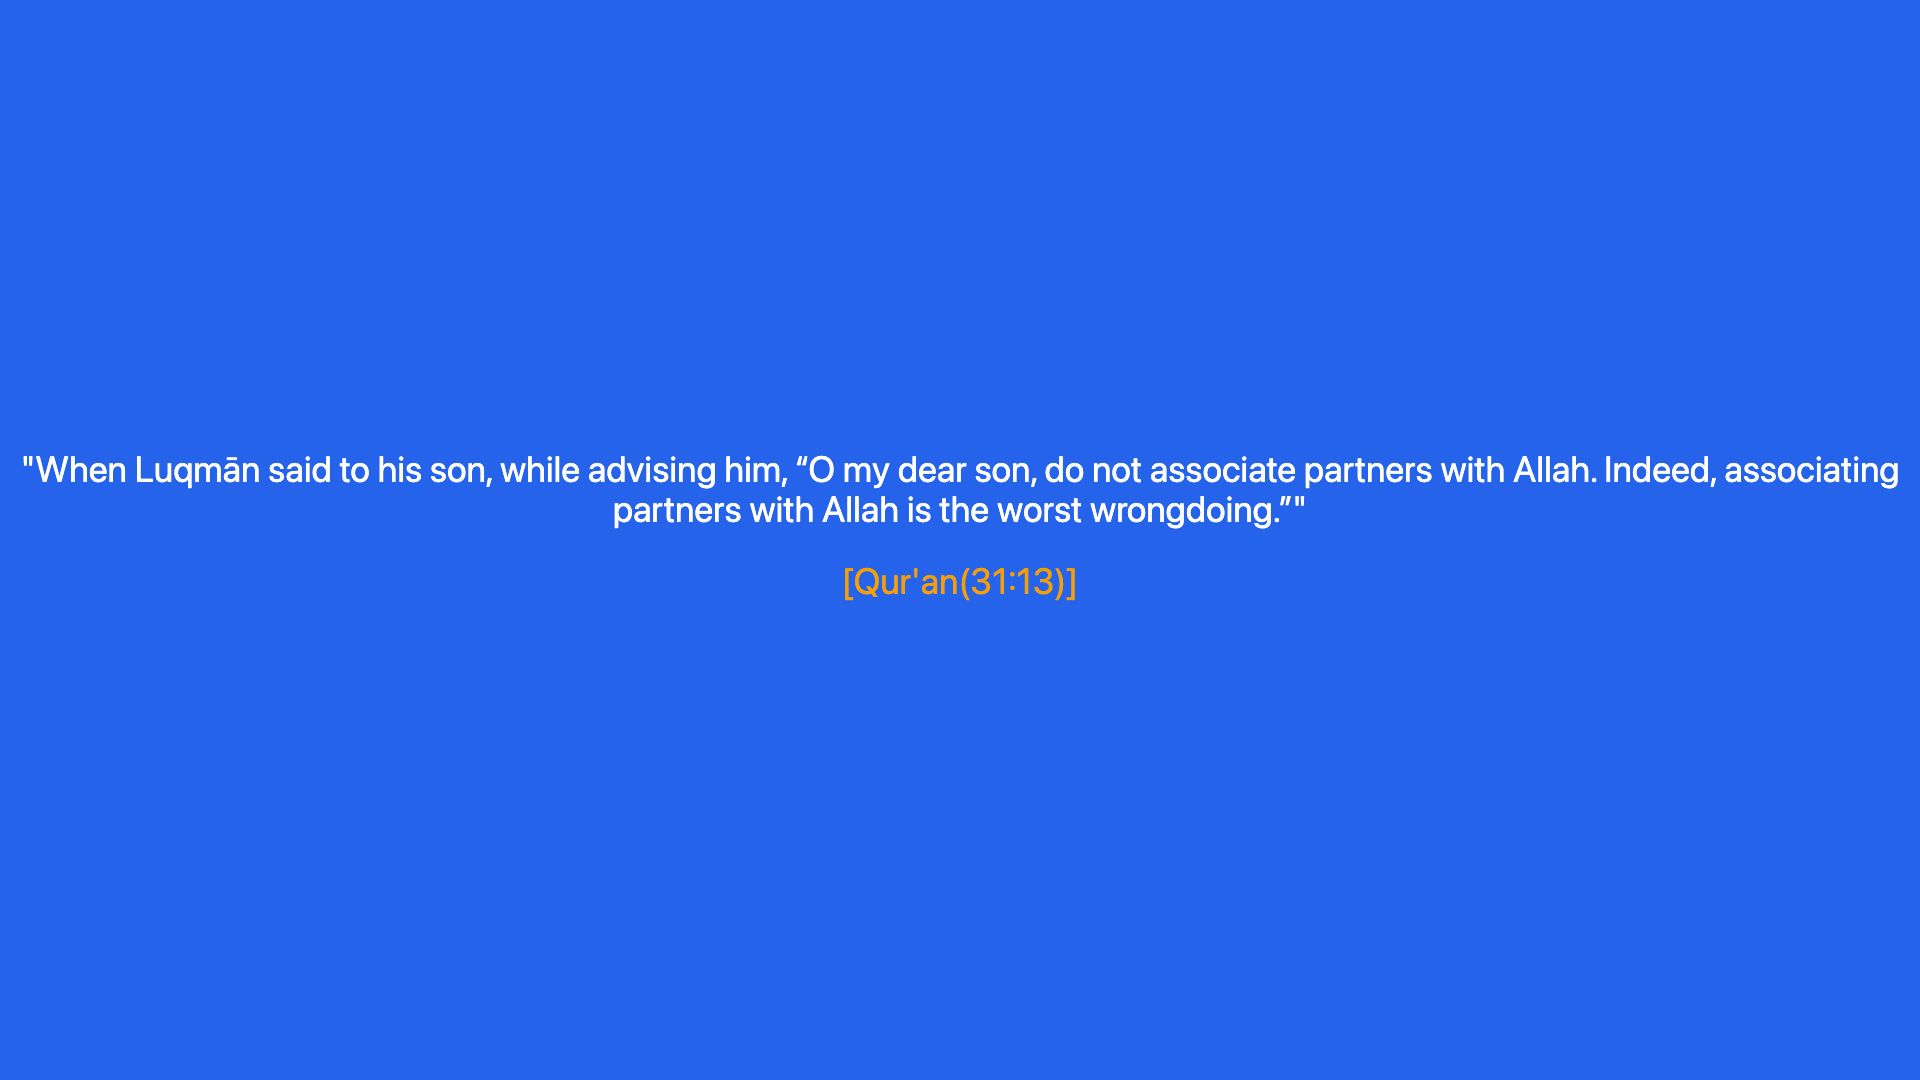 "When Luqmān said to his son, while advising him, “O my dear son, do not associate partners with Allah. Indeed, associating
partners with Allah is the worst wrongdoing.”"
[Qur'an(31:13)]